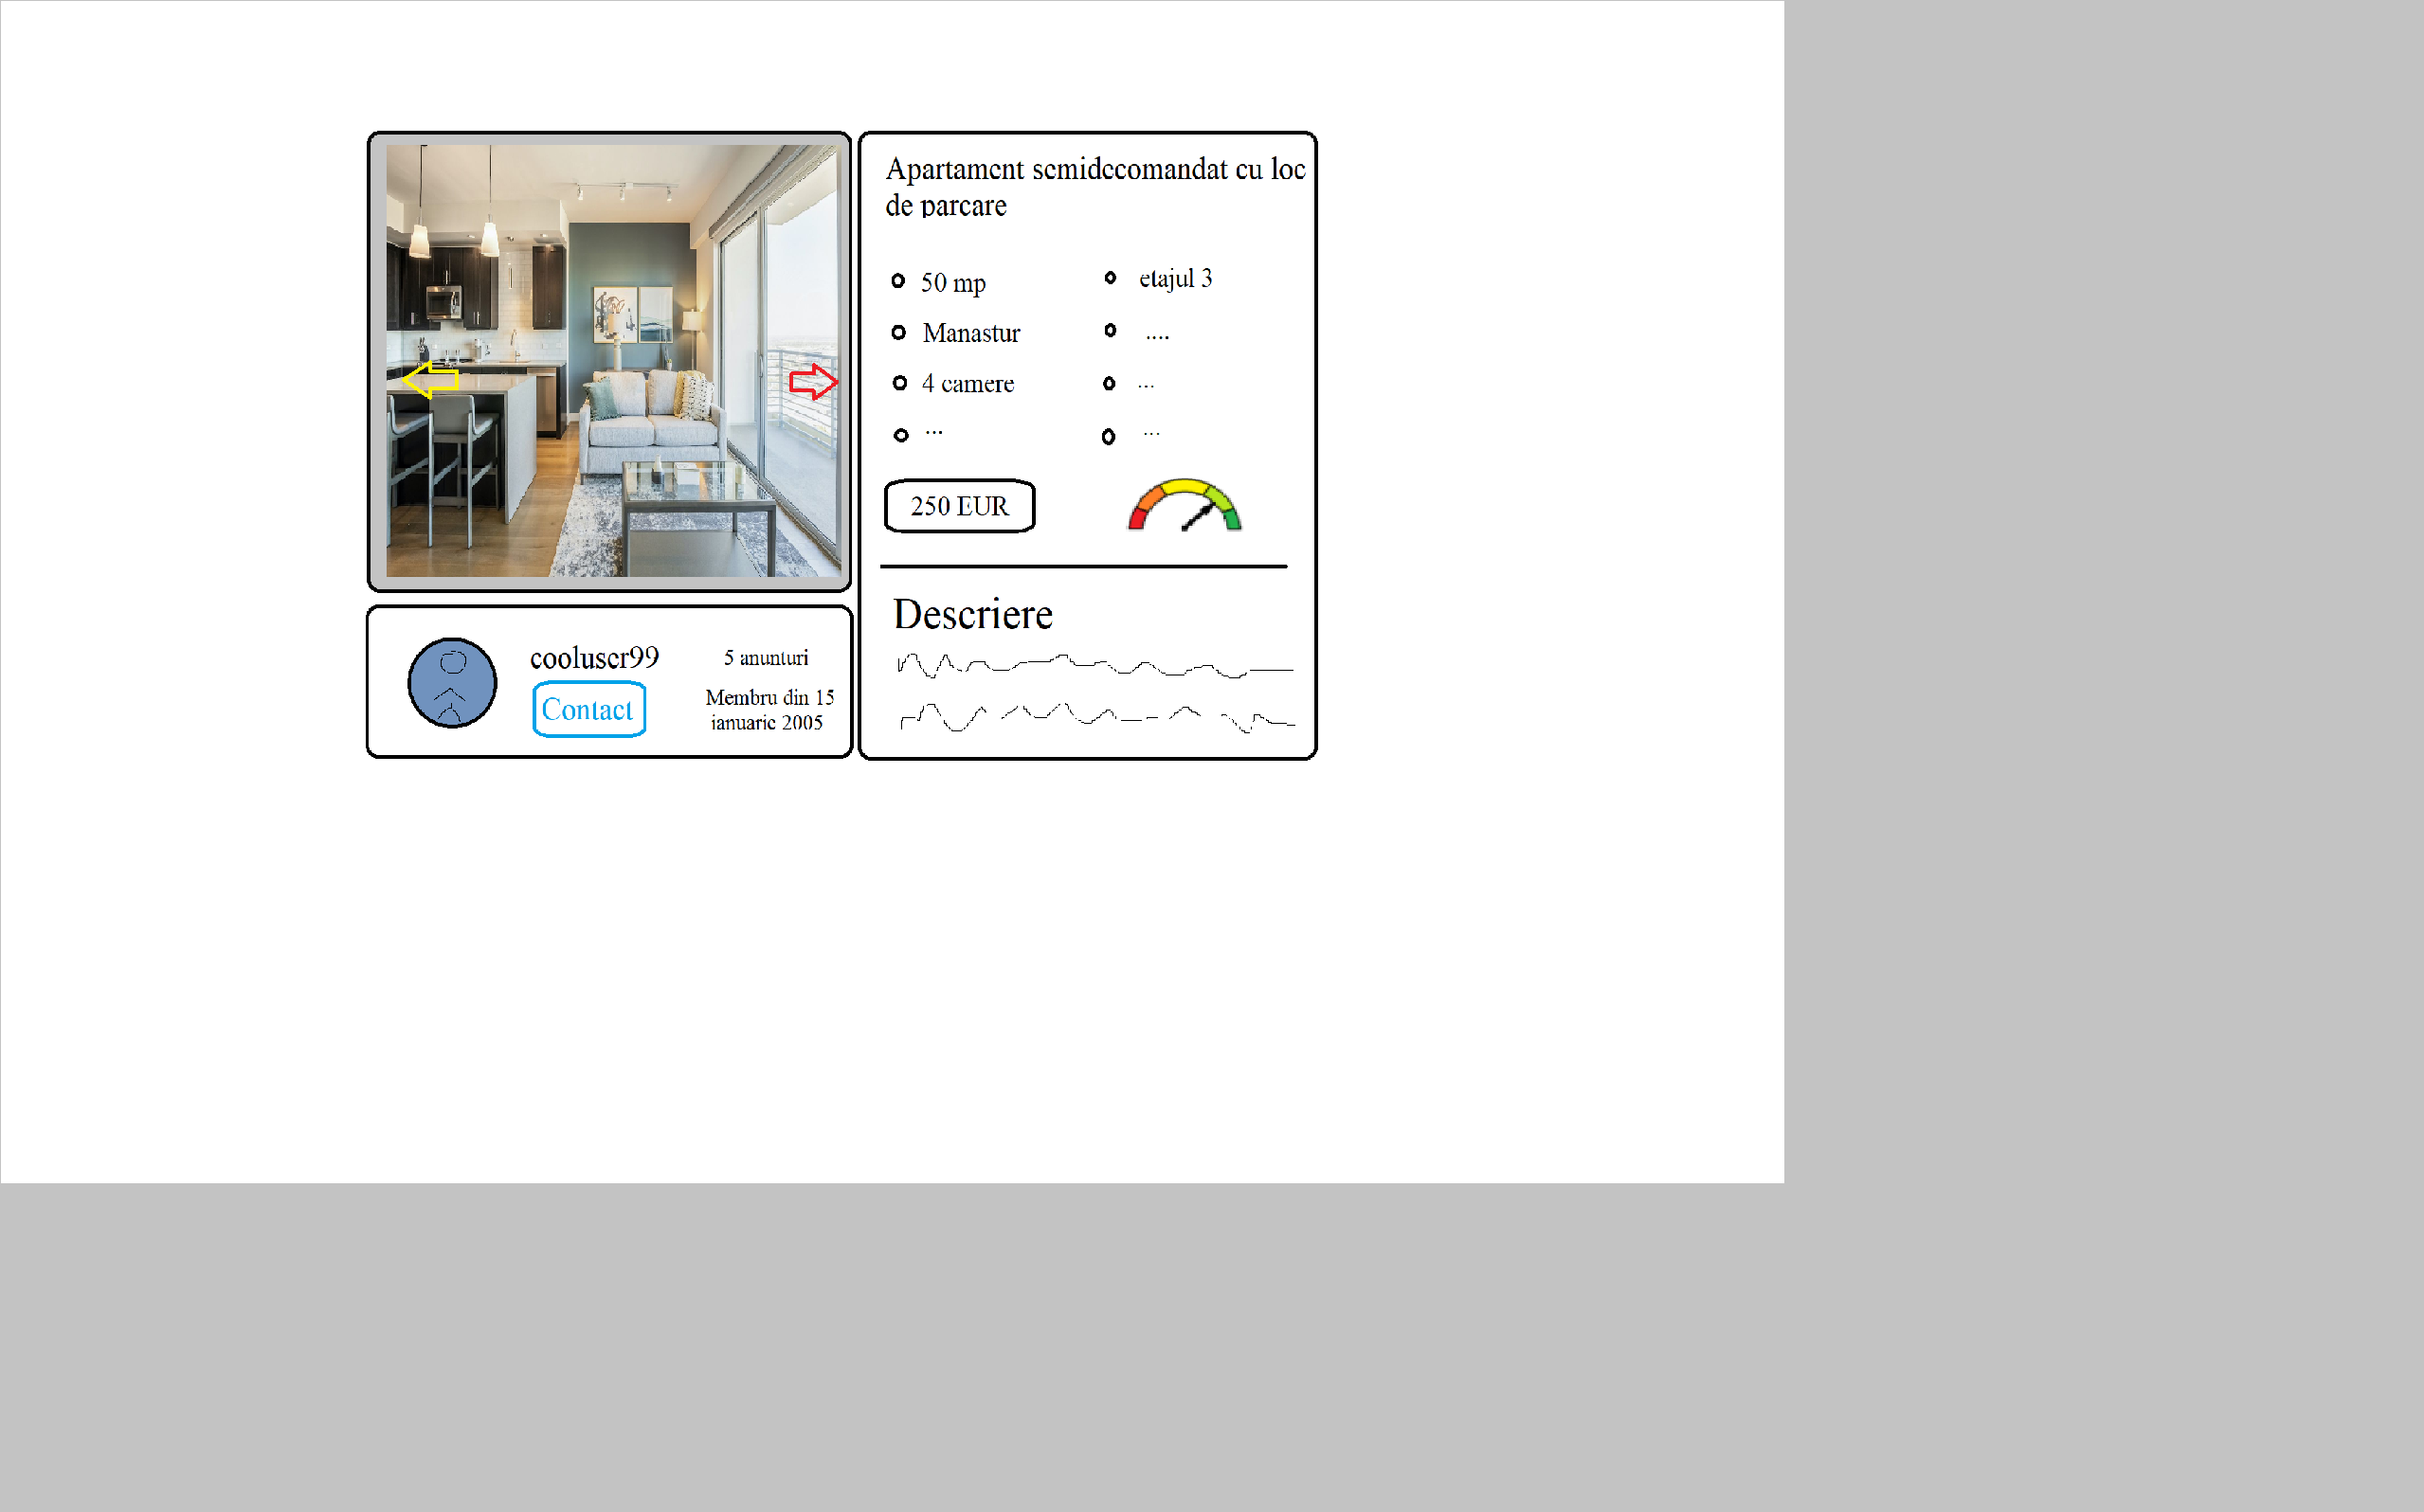 Apartament semidecomandat cu loc
de parcare
50 mp
etajul 3
Manastur
....
4 camere
...
...
...
250 EUR
Descriere
cooluser99
5 anunturi
Contact
Membru din 15
ianuarie 2005